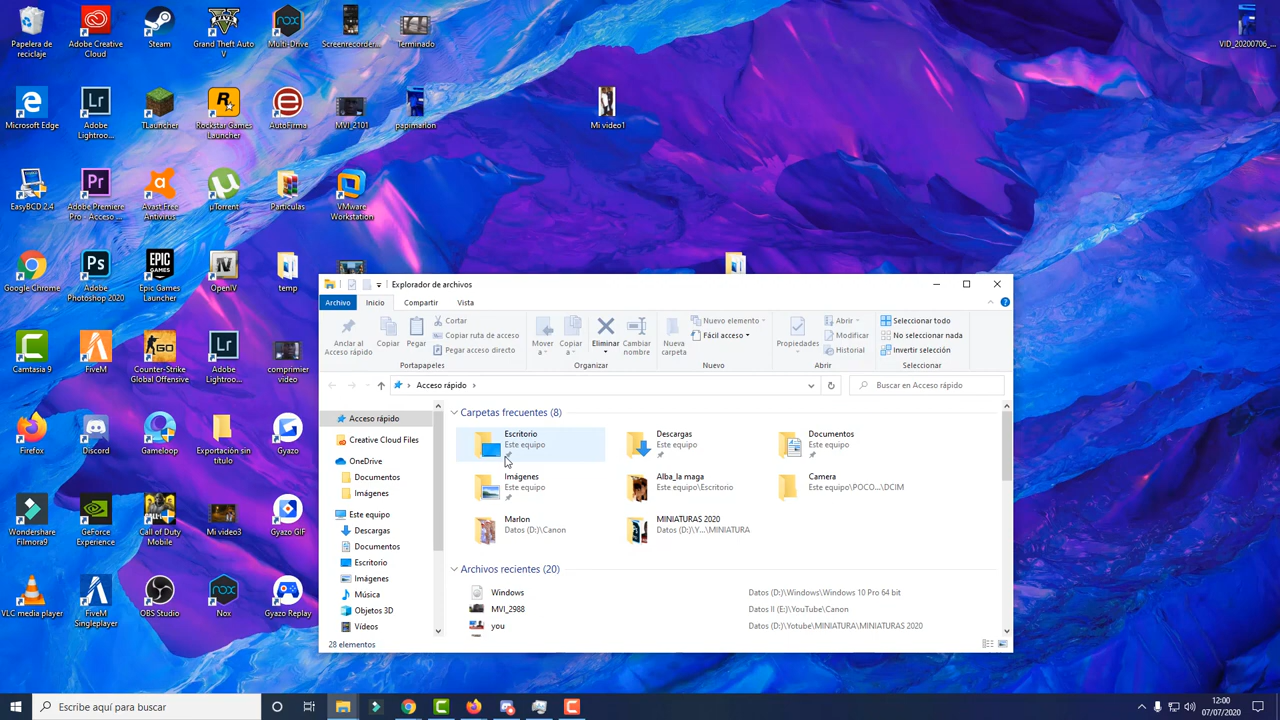 Papelera de
reciclaje
Adobe Creative
Cloud
Steam
Grand Theft Auto
V
Multi-Drive
Screenrecorder...
Terminado
VID_20200706_...
Microsoft Edge
Adobe
Lightroo...
TLauncher
Rockstar Games
Launcher
AutoFirma
MVI_2101
papimarlon
Mi video1
EasyBCD 2.4
Adobe Premiere
Pro - Acceso ...
Avast Free
Antivirus
µTorrent
Particulas
VMware
Workstation
Google Chrome
Adobe
Photoshop 2020
Epic Games
Launcher
OpenIV
temp
Camtasia 9
FiveM
Counter-Strike
Global Offensive
Adobe
Lightroo...
comprimier
video
Firefox
Discord
Gameloop
Exportación sin
título
Gyazo
Wondershare
Filmora9
GeForce
Experience
Call of Duty
Mobile
Mi video3
Gyazo GIF
VLC media player
FiveM
Singleplayer
OBS Studio
Nox
Gyazo Replay
Explorador de archivos
Archivo
Inicio
Compartir
Vista
Anclar al
Acceso rápido
Copiar
Pegar
Cortar
Copiar ruta de acceso
Pegar acceso directo
Portapapeles
Mover
a
Copiar
a
Eliminar
Cambiar
nombre
Organizar
Nueva
carpeta
Nuevo elemento
Fácil acceso
Nuevo
Propiedades
Abrir
Modificar
Historial
Abrir
Seleccionar todo
No seleccionar nada
Invertir selección
Seleccionar
Acceso rápido
Buscar en Acceso rápido
Acceso rápido
Creative Cloud Files
OneDrive
Documentos
Imágenes
Este equipo
Descargas
Documentos
Escritorio
Imágenes
Música
Objetos 3D
Vídeos
Carpetas frecuentes (8)
Escritorio
Este equipo
Descargas
Este equipo
Documentos
Este equipo
Imágenes
Este equipo
Alba_la maga
Este equipo\Escritorio
Camera
Este equipo\POCO...\DCIM
Marlon
Datos (D:)\Canon
MINIATURAS 2020
Datos (D:)\Y...\MINIATURA
Archivos recientes (20)
Windows
Datos (D:)\Windows\Windows 10 Pro 64 bit
MVI_2988
Datos II (E:)\YouTube\Canon
you
Datos (D:)\Yotube\MINIATURA\MINIATURAS 2020
28 elementos
Escribe aquí para buscar
12:00
07/07/2020